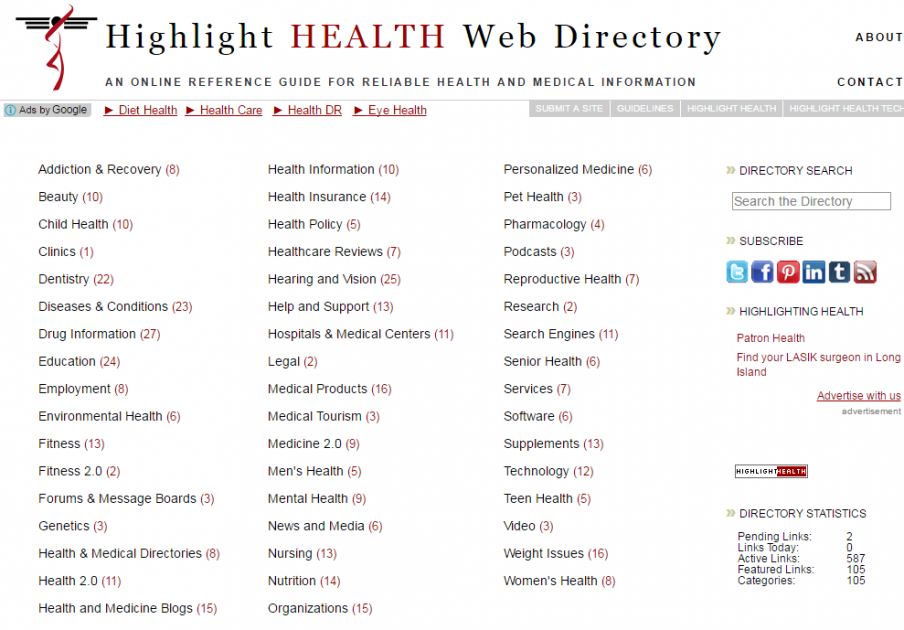 Highlight HEALTH Web Directory
ABOUT
AN ONLINE REFERENCE GUIDE FOR RELIABLE HEALTH AND MEDICAL INFORMATION
CONTACT
Ads by Google
► Diet Health ► Health Care ► Health DR ► Eye Health
SUBMIT A SITE GUIDELINES HIGHLIGHT HEALTH HIGHLIGHT HEALTH TECH
Addiction & Recovery (8)
Beauty (10)
Child Health (10)
Clinics (1)
Dentistry (22)
Diseases & Conditions (23)
Drug Information (27)
Education (24)
Employment (8)
Environmental Health (6)
Fitness (13)
Fitness 2.0 (2)
Forums & Message Boards (3)
Genetics (3)
Health & Medical Directories (8)
Health 2.0 (11)
Health and Medicine Blogs (15)
Health Information (10)
Health Insurance (14)
Health Policy (5)
Healthcare Reviews (7)
Hearing and Vision (25)
Help and Support (13)
Hospitals & Medical Centers (11)
Legal (2)
Medical Products (16)
Medical Tourism (3)
Medicine 2.0 (9)
Men's Health (5)
Mental Health (9)
News and Media (6)
Nursing (13)
Nutrition (14)
Organizations (15)
Personalized Medicine (6)
Pet Health (3)
Pharmacology (4)
Podcasts (3)
Reproductive Health (7)
Research (2)
Search Engines (11)
Senior Health (6)
Services (7)
Software (6)
Supplements (13)
Technology (12)
Teen Health (5)
Video (3)
Weight Issues (16)
Women's Health (8)
» DIRECTORY SEARCH
Search the Directory
» SUBSCRIBE
» HIGHLIGHTING HEALTH
Patron Health
Find your LASIK surgeon in Long
Island
Advertise with us
advertisement
HIGHLIGHTHEALTH
» DIRECTORY STATISTICS
Pending Links: 2
Links Today: 0
Active Links: 587
Featured Links: 105
Categories: 105